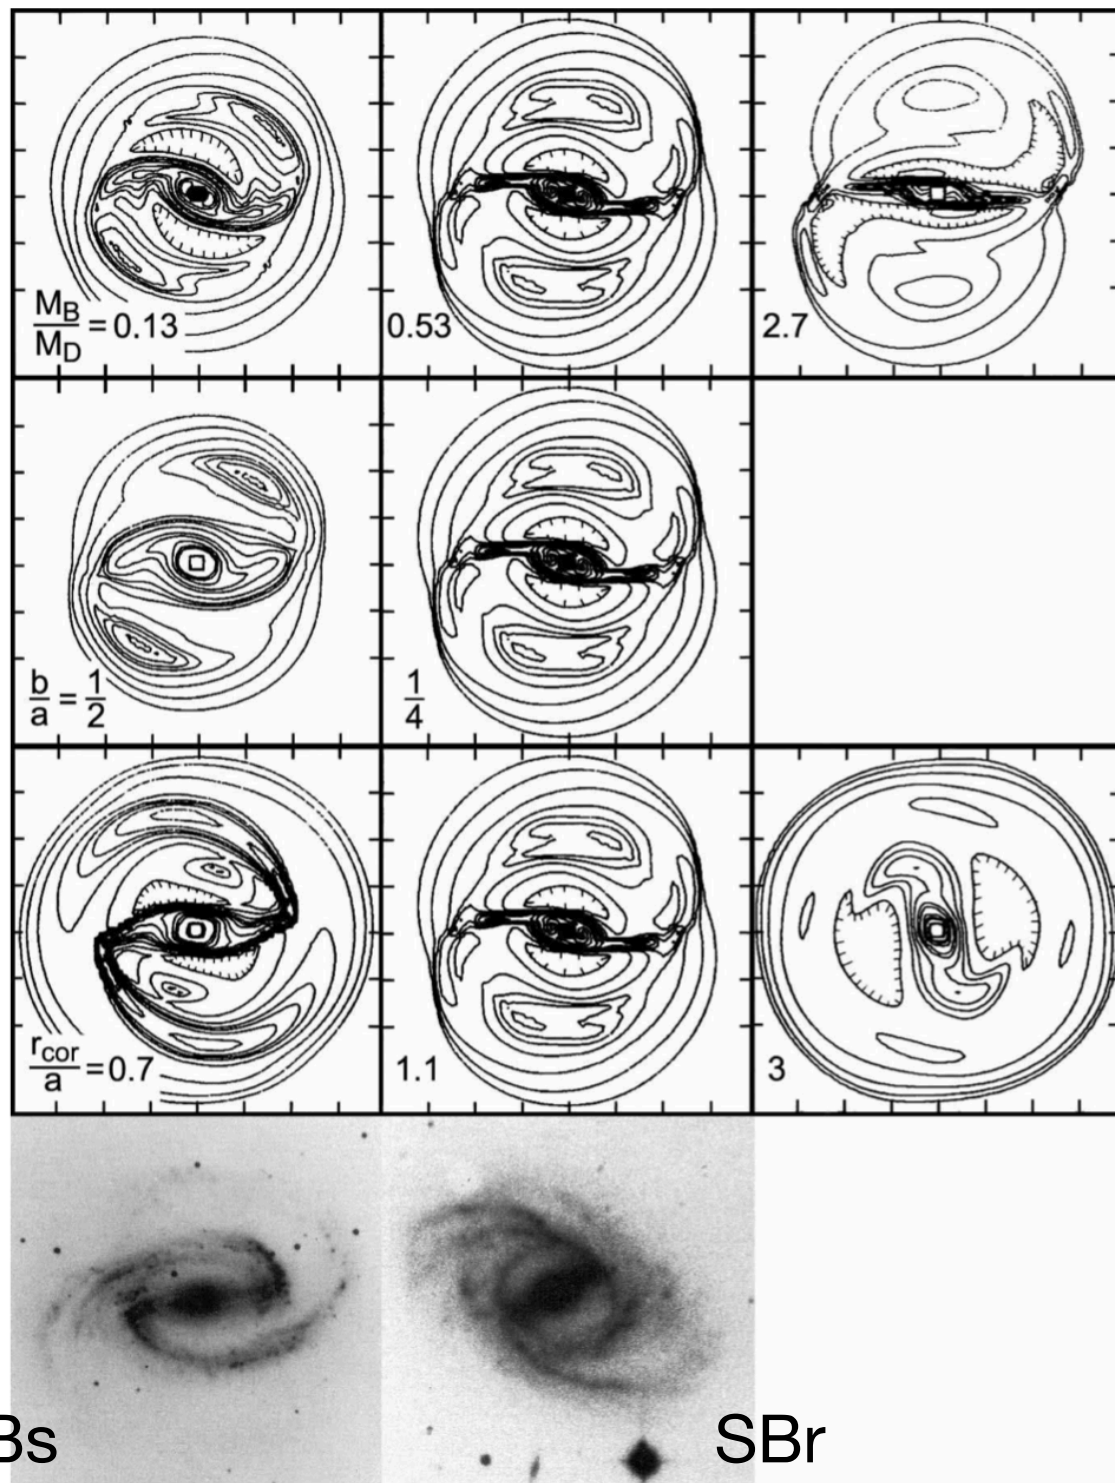 M_B/M_D = 0.13
0.53
2.7
b/a = 1/2
1/4
r_cor/a = 0.7
1.1
3
Bs
SBr